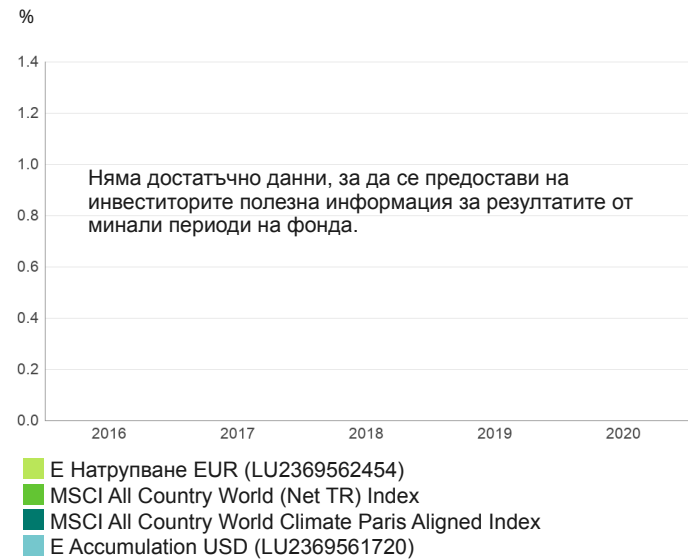 %
1.4
1.2
1.0
Няма достатъчно данни, за да се предостави на
инвеститорите полезна информация за резултатите от
0.8
минали периоди на фонда.
0.6
0.4
0.2
0.0
2016 2017 2018 2019 2020
E Натрупване EUR (LU2369562454)
MSCI All Country World (Net TR) Index
MSCI All Country World Climate Paris Aligned Index
E Accumulation USD (LU2369561720)